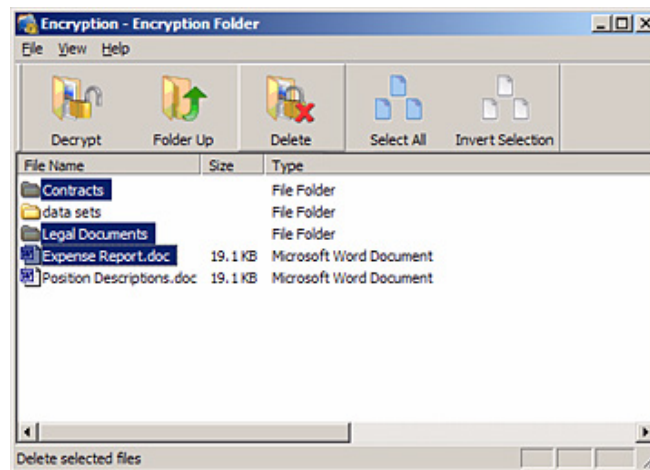 Encryption - Encryption Folder
File View Help
Decrypt Folder Up Delete Select All Invert Selection
File Name Size Type
Contracts File Folder
data sets File Folder
Legal Documents File Folder
Expense Report.doc 19.1 KB Microsoft Word Document
Position Descriptions.doc 19.1 KB Microsoft Word Document
Delete selected files